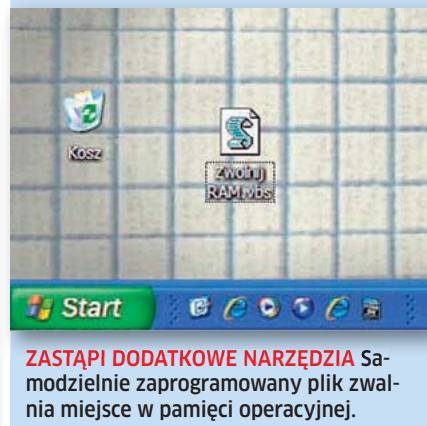 Kosz
zwolnij
RAM.vbs
Start
ZASTĄPI DODATKOWE NARZĘDZIA Sa-
modzielnie zaprogramowany plik zwal-
nia miejsce w pamięci operacyjnej.